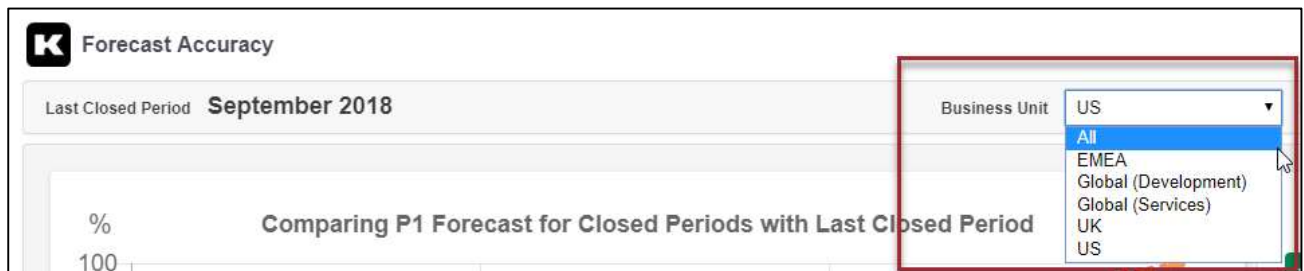 K Forecast Accuracy
Last Closed Period September 2018 Business Unit US
All
EMEA
Global (Development)
Global (Services)
UK
US
% Comparing P1 Forecast for Closed Periods with Last Closed Period
100